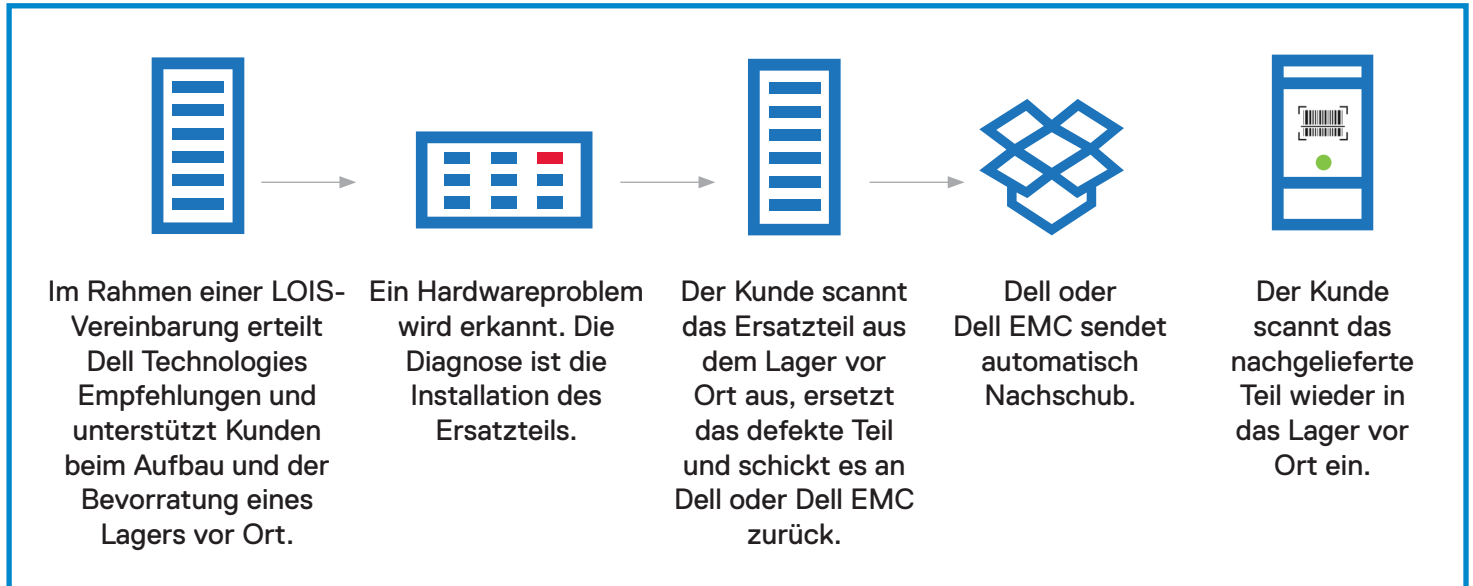 Im Rahmen einer LOIS-
Vereinbarung erteilt
Dell Technologies
Empfehlungen und
unterstützt Kunden
beim Aufbau und der
Bevorratung eines
Lagers vor Ort.
Ein Hardwareproblem
wird erkannt. Die
Diagnose ist die
Installation des
Ersatzteils.
Der Kunde scannt
das Ersatzteil aus
dem Lager vor
Ort aus, ersetzt
das defekte Teil
und schickt es an
Dell oder Dell EMC
zurück.
Dell oder
Dell EMC sendet
automatisch
Nachschub.
Der Kunde
scannt das
nachgelieferte
Teil wieder in
das Lager vor
Ort ein.